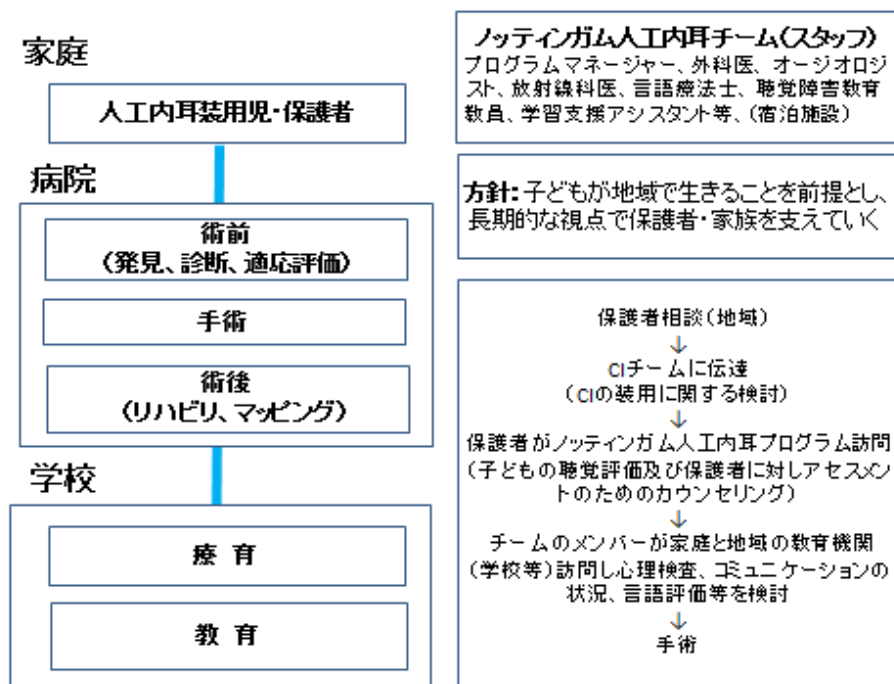 家庭
人工内耳装用児・保護者
病院
術前
(発見、診断、適応評価)
手術
術後
(リハビリ、マッピング)
学校
療 育
教 育
ノッティンガム人工内耳チーム(スタッフ)
プログラムマネージャー、外科医、オージオロジ
スト、放射線科医、言語療法士、聴覚障害教育
教員、学習支援アシスタント等、(宿泊施設)
方針: 子どもが地域で生きることを前提とし、
長期的な視点で保護者・家族を支えていく
保護者相談(地域)
↓
CIチームに伝達
(CIの装用に関する検討)
↓
保護者がノッティンガム人工内耳プログラム訪問
(子どもの聴覚評価及び保護者に対しアセスメン
トのためのカウンセリング)
↓
チームのメンバーが家庭と地域の教育機関
(学校等)訪問し心理検査、コミュニケーションの
状況、言語評価等を検討
↓
手術